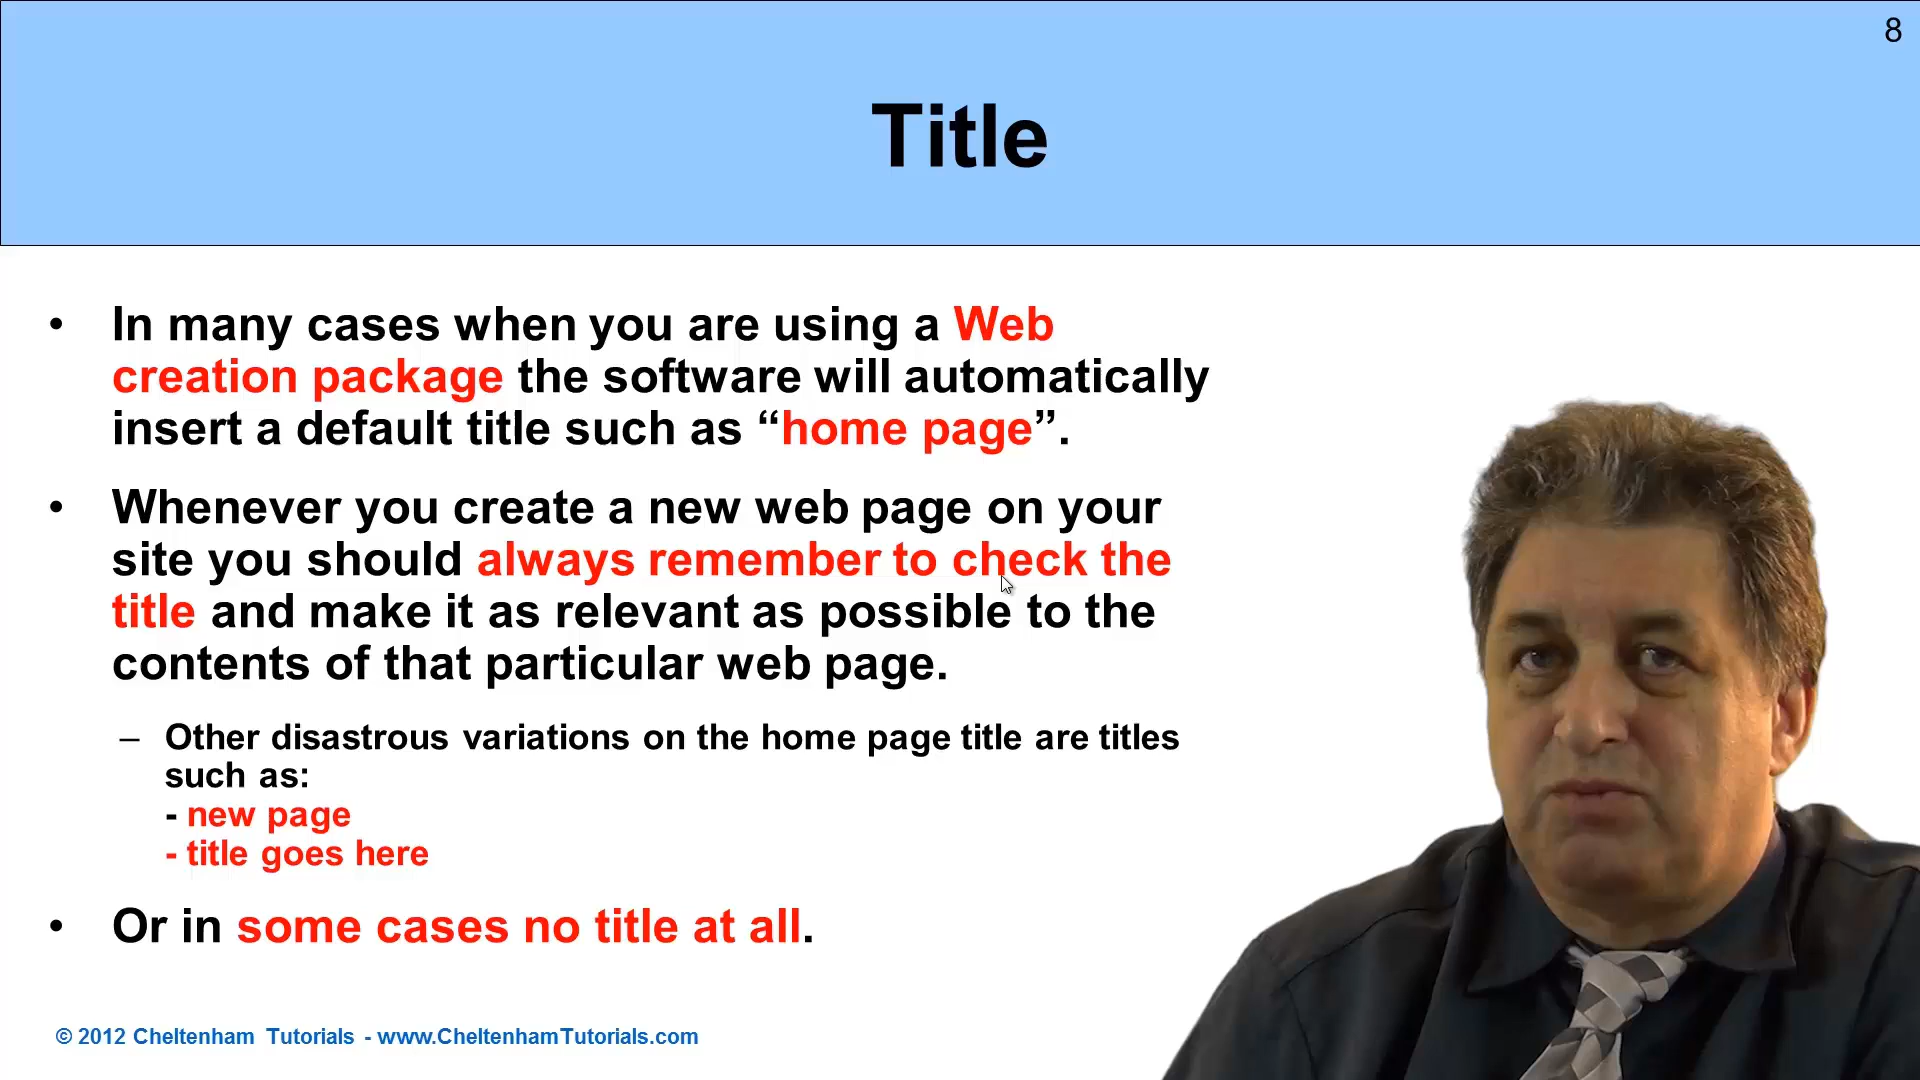 8
Title
• In many cases when you are using a Web
creation package the software will automatically
insert a default title such as “home page”.
• Whenever you create a new web page on your
site you should always remember to check the
title and make it as relevant as possible to the
contents of that particular web page.
– Other disastrous variations on the home page title are titles
such as:
- new page
- title goes here
• Or in some cases no title at all.
© 2012 Cheltenham Tutorials - www.CheltenhamTutorials.com